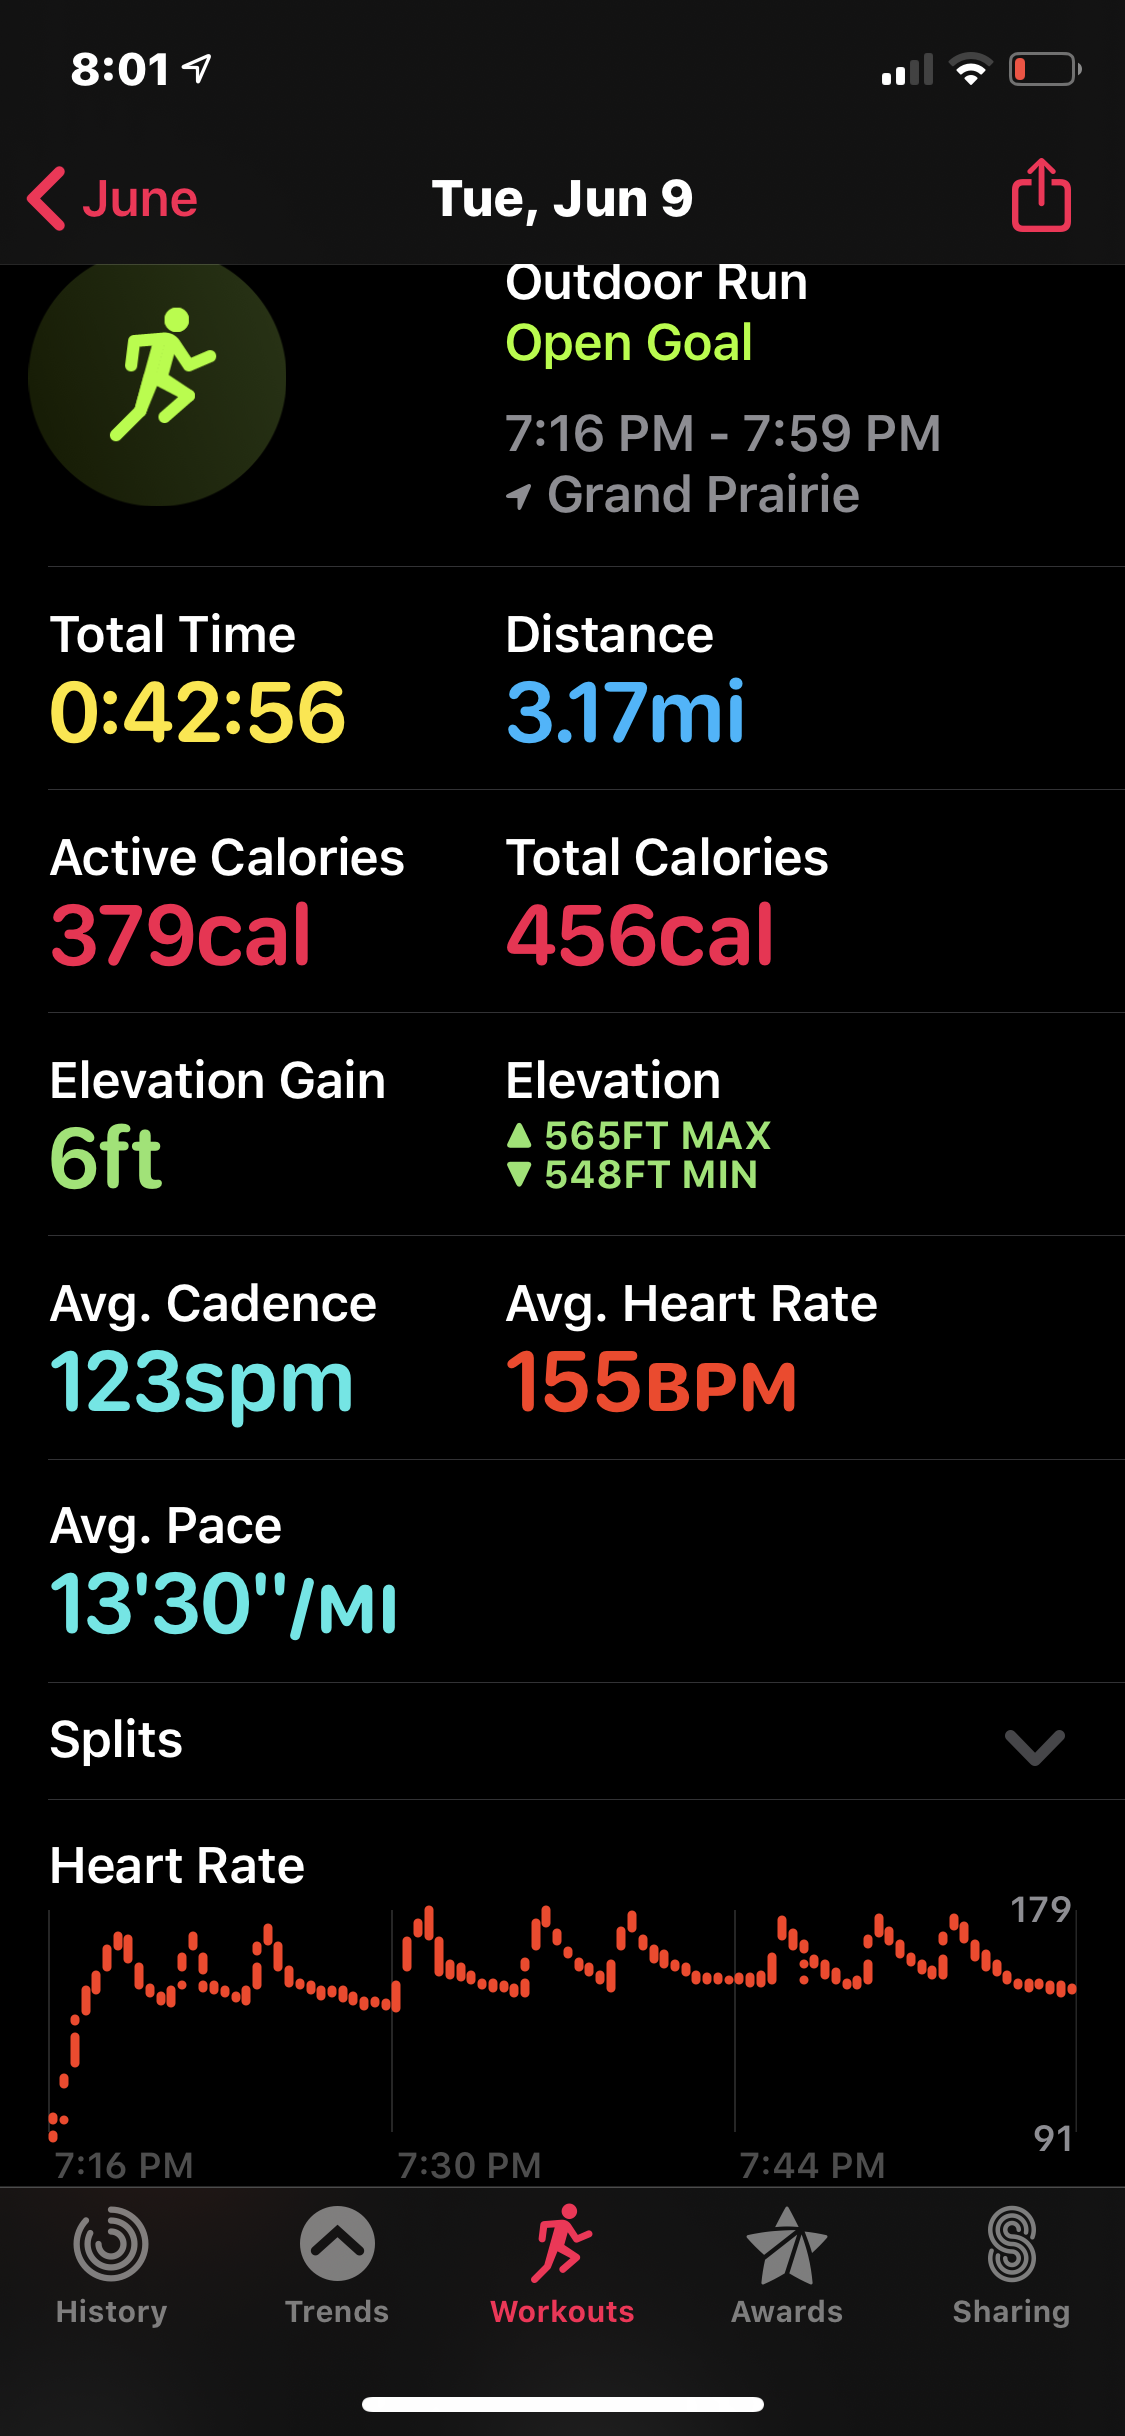 8:01
June
Tue, Jun 9
Outdoor Run
Open Goal
7:16 PM - 7:59 PM
Grand Prairie
Total Time
Distance
0:42:56
3.17mi
Active Calories
Total Calories
379cal
456cal
Elevation Gain
Elevation
6ft
565FT MAX
548FT MIN
Avg. Cadence
Avg. Heart Rate
123spm
155BPM
Avg. Pace
13'30"/MI
Splits
Heart Rate
179
91
7:16 PM
7:30 PM
7:44 PM
History
Trends
Workouts
Awards
Sharing